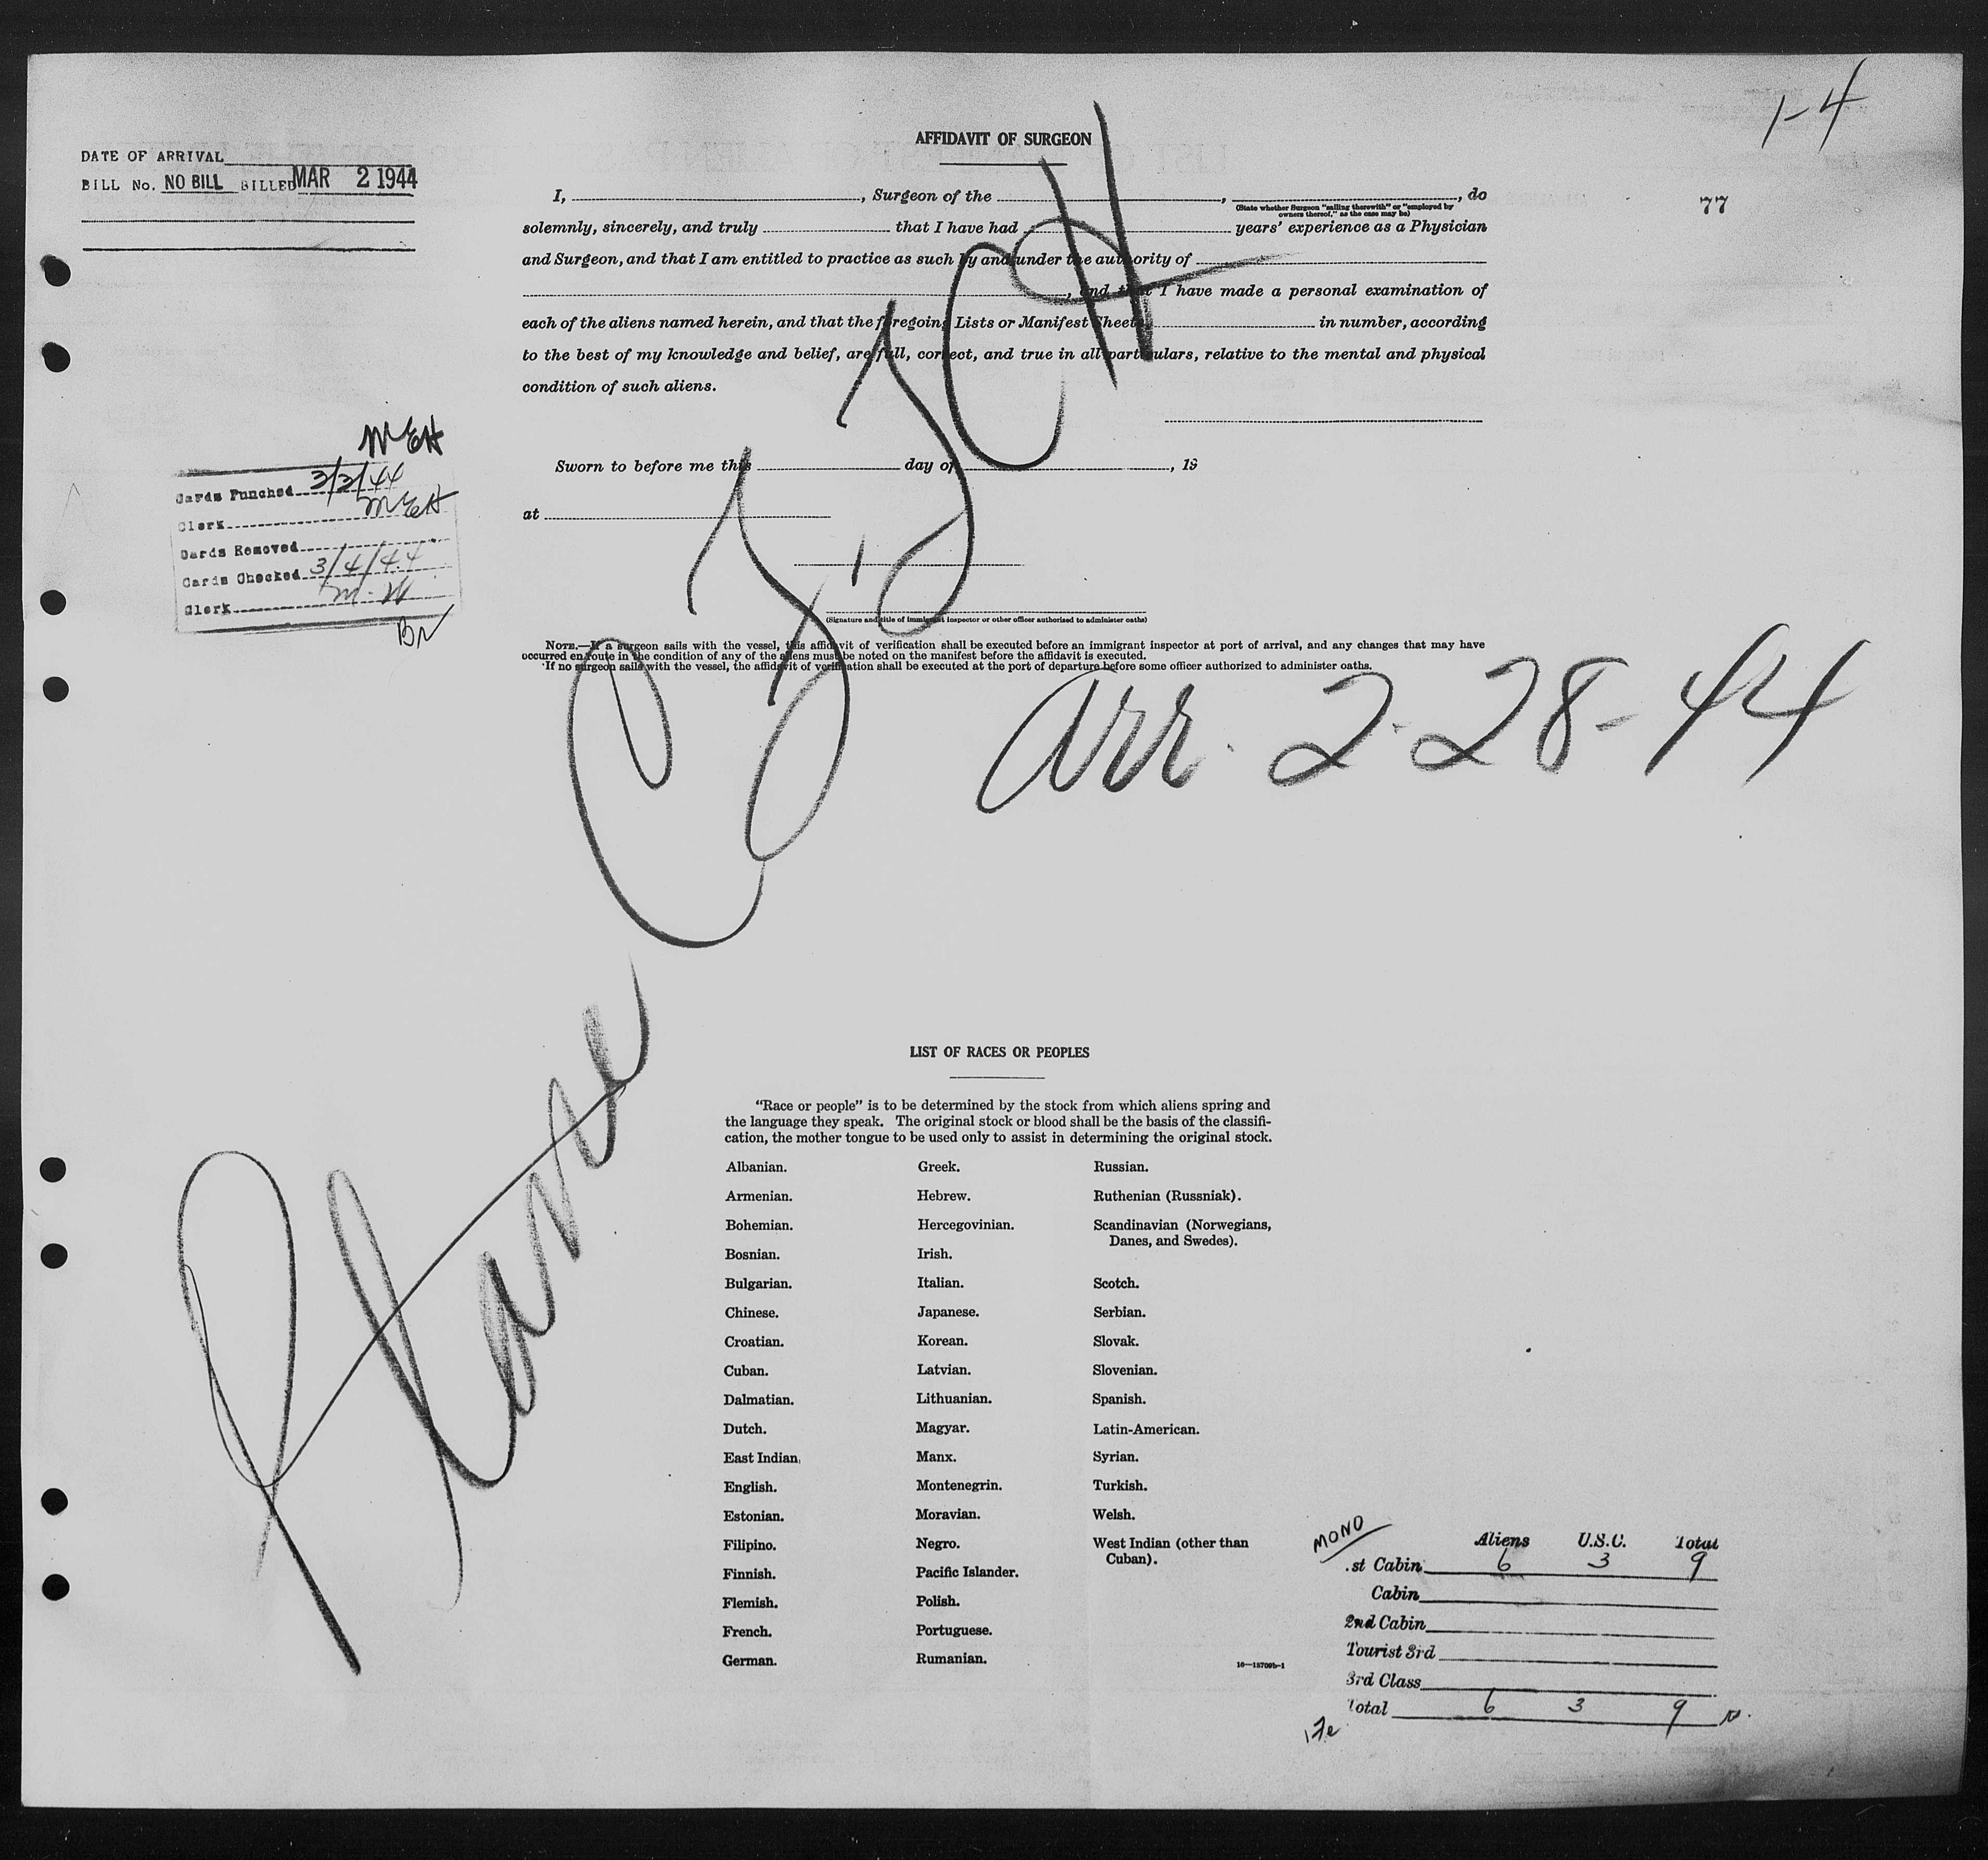 1-4
DATE OF ARRIVAL
BILL No. NO BILL BILLED MAR 2 1944
77
AFFIDAVIT OF SURGEON
I, , Surgeon of the , , do
(State whether Surgeon "sailing therewith" or "employed by
owners thereof," as the case may be)
solemnly, sincerely, and truly that I have had years' experience as a Physician
and Surgeon, and that I am entitled to practice as such by and under the authority of
, and that I have made a personal examination of
each of the aliens named herein, and that the foregoing Lists or Manifest Sheets, in number, according
to the best of my knowledge and belief, are full, correct, and true in all particulars, relative to the mental and physical
condition of such aliens.
Sworn to before me this day of , 19
at
(Signature and title of immigrant inspector or other officer authorized to administer oaths)
NOTE.—If a surgeon sails with the vessel, this affidavit of verification shall be executed before an immigrant inspector at port of arrival, and any changes that may have
occurred en route in the condition of any of the aliens must be noted on the manifest before the affidavit is executed.
If no surgeon sails with the vessel, the affidavit of verification shall be executed at the port of departure before some officer authorized to administer oaths.
MEH
Cards Punched 3/3/44
Clerk MEH
Cards Removed
Cards Checked 3/4/44
Clerk M.W
Plane
arr. 2-28-44
LIST OF RACES OR PEOPLES
"Race or people" is to be determined by the stock from which aliens spring and
the language they speak. The original stock or blood shall be the basis of the classifi-
cation, the mother tongue to be used only to assist in determining the original stock.
Albanian. Greek. Russian.
Armenian. Hebrew. Ruthenian (Russniak).
Bohemian. Hercegovinian. Scandinavian (Norwegians,
Danes, and Swedes).
Bosnian. Irish.
Bulgarian. Italian. Scotch.
Chinese. Japanese. Serbian.
Croatian. Korean. Slovak.
Cuban. Latvian. Slovenian.
Dalmatian. Lithuanian. Spanish.
Dutch. Magyar. Latin-American.
East Indian. Manx. Syrian.
English. Montenegrin. Turkish.
Estonian. Moravian. Welsh.
Filipino. Negro. West Indian (other than
Cuban).
Finnish. Pacific Islander.
Flemish. Polish.
French. Portuguese.
German. Rumanian.
16—18709b-1
MONO
Aliens U.S.C. Total
.st Cabin 6 3 9
Cabin
2nd Cabin
Tourist 3rd
3rd Class
Total 6 3 9